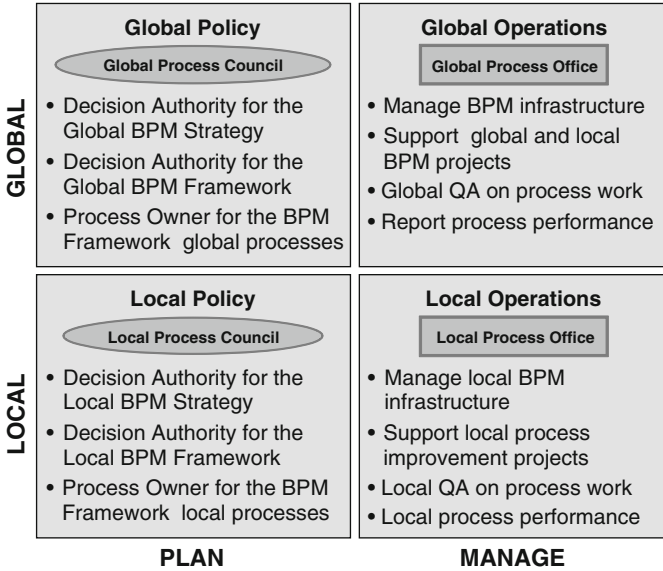 GLOBAL
Global Policy
Global Process Council
• Decision Authority for the
Global BPM Strategy
• Decision Authority for the
Global BPM Framework
• Process Owner for the BPM
Framework global processes
Global Operations
Global Process Office
• Manage BPM infrastructure
• Support global and local
BPM projects
• Global QA on process work
• Report process performance
LOCAL
Local Policy
Local Process Council
• Decision Authority for the
Local BPM Strategy
• Decision Authority for the
Local BPM Framework
• Process Owner for the BPM
Framework local processes
Local Operations
Local Process Office
• Manage local BPM
infrastructure
• Support local process
improvement projects
• Local QA on process work
• Local process performance
PLAN
MANAGE